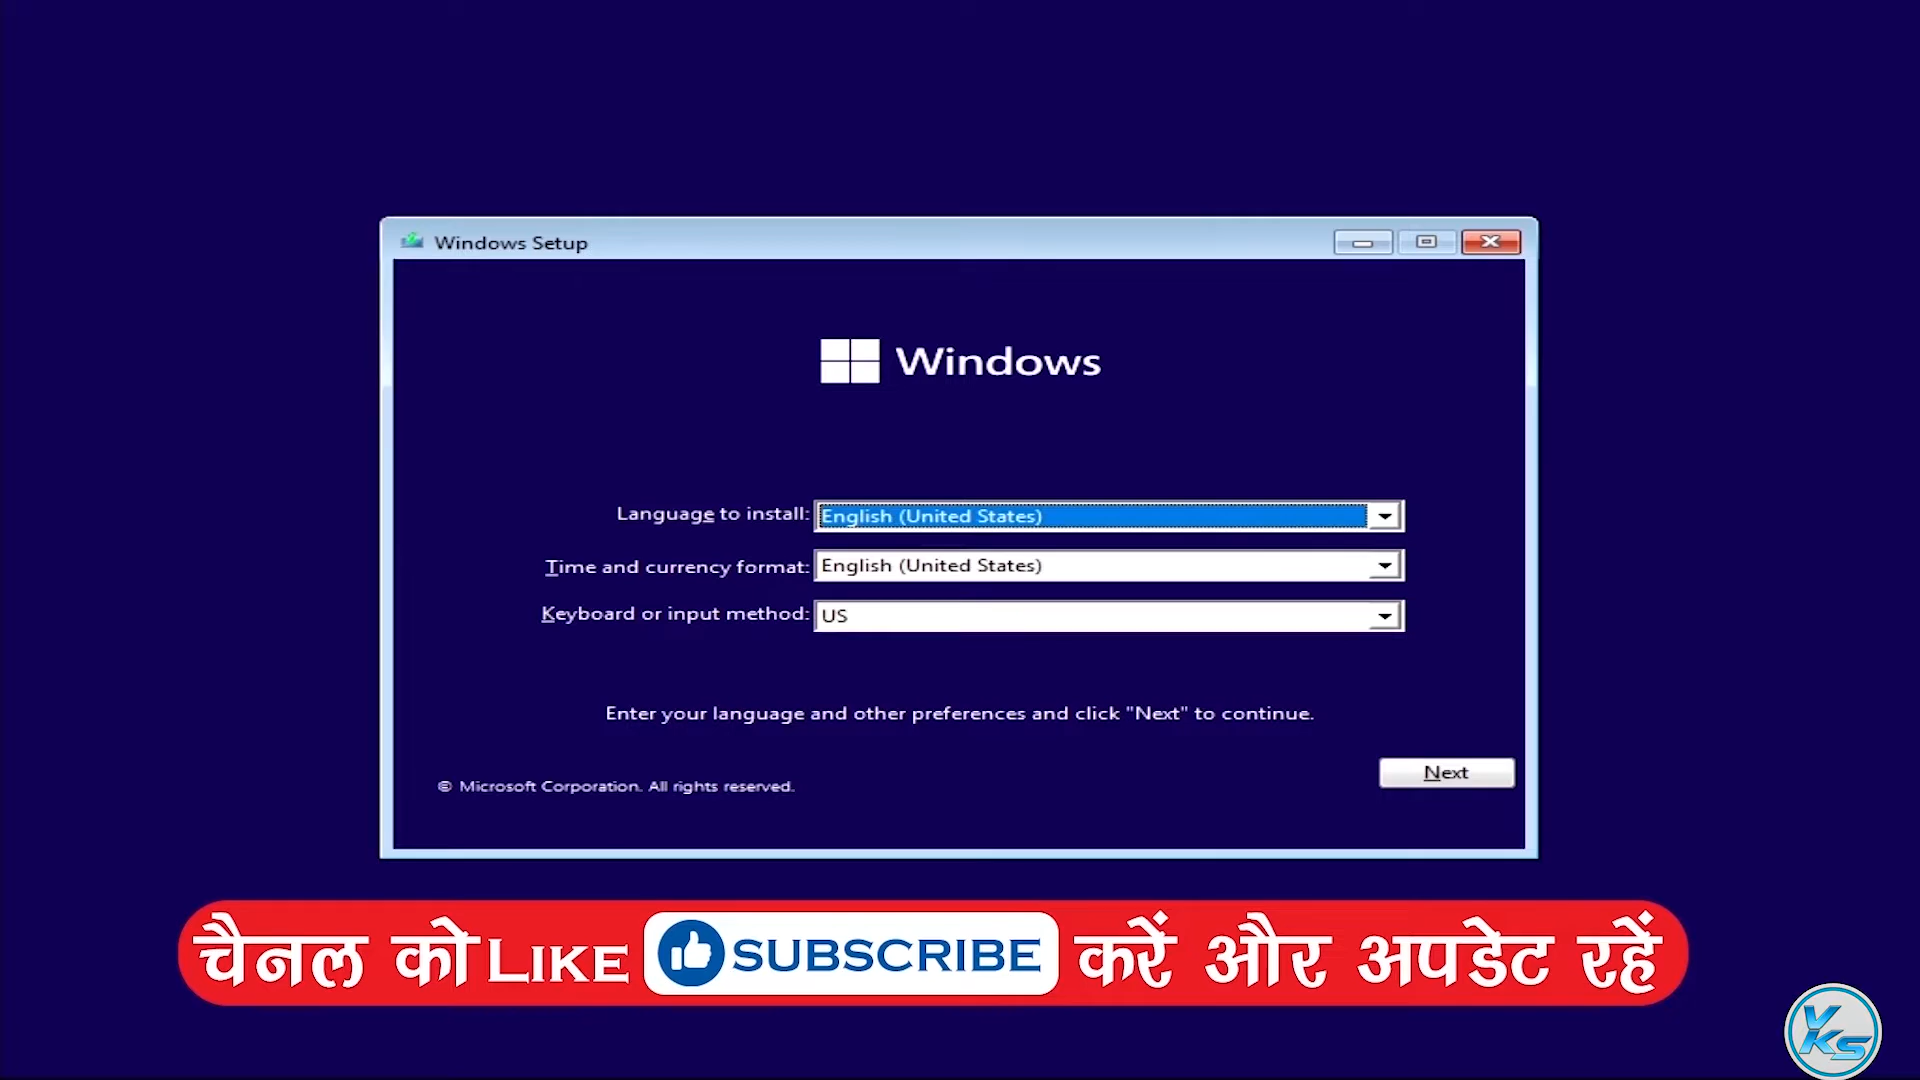 Windows Setup
Windows
Language to install: English (United States)
Time and currency format: English (United States)
Keyboard or input method: US
Enter your language and other preferences and click "Next" to continue.
Next
© Microsoft Corporation. All rights reserved.
चैनल को LIKE SUBSCRIBE करें और अपडेट रहें
VKS